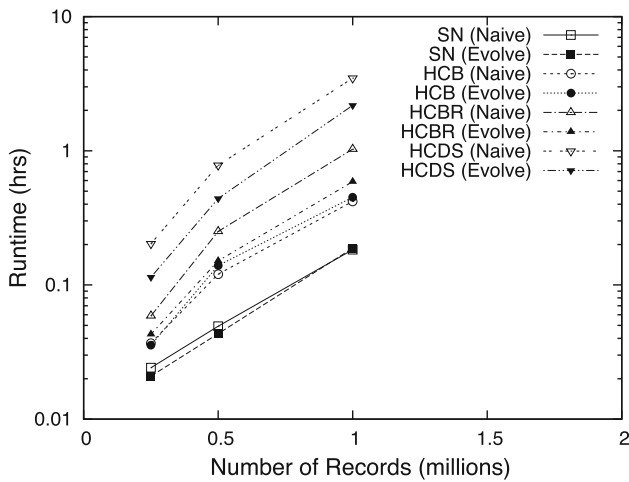 10
1
0.1
0.01
Runtime (hrs)
SN (Naive)
SN (Evolve)
HCB (Naive)
HCB (Evolve)
HCBR (Naive)
HCBR (Evolve)
HCDS (Naive)
HCDS (Evolve)
0 0.5 1 1.5 2
Number of Records (millions)